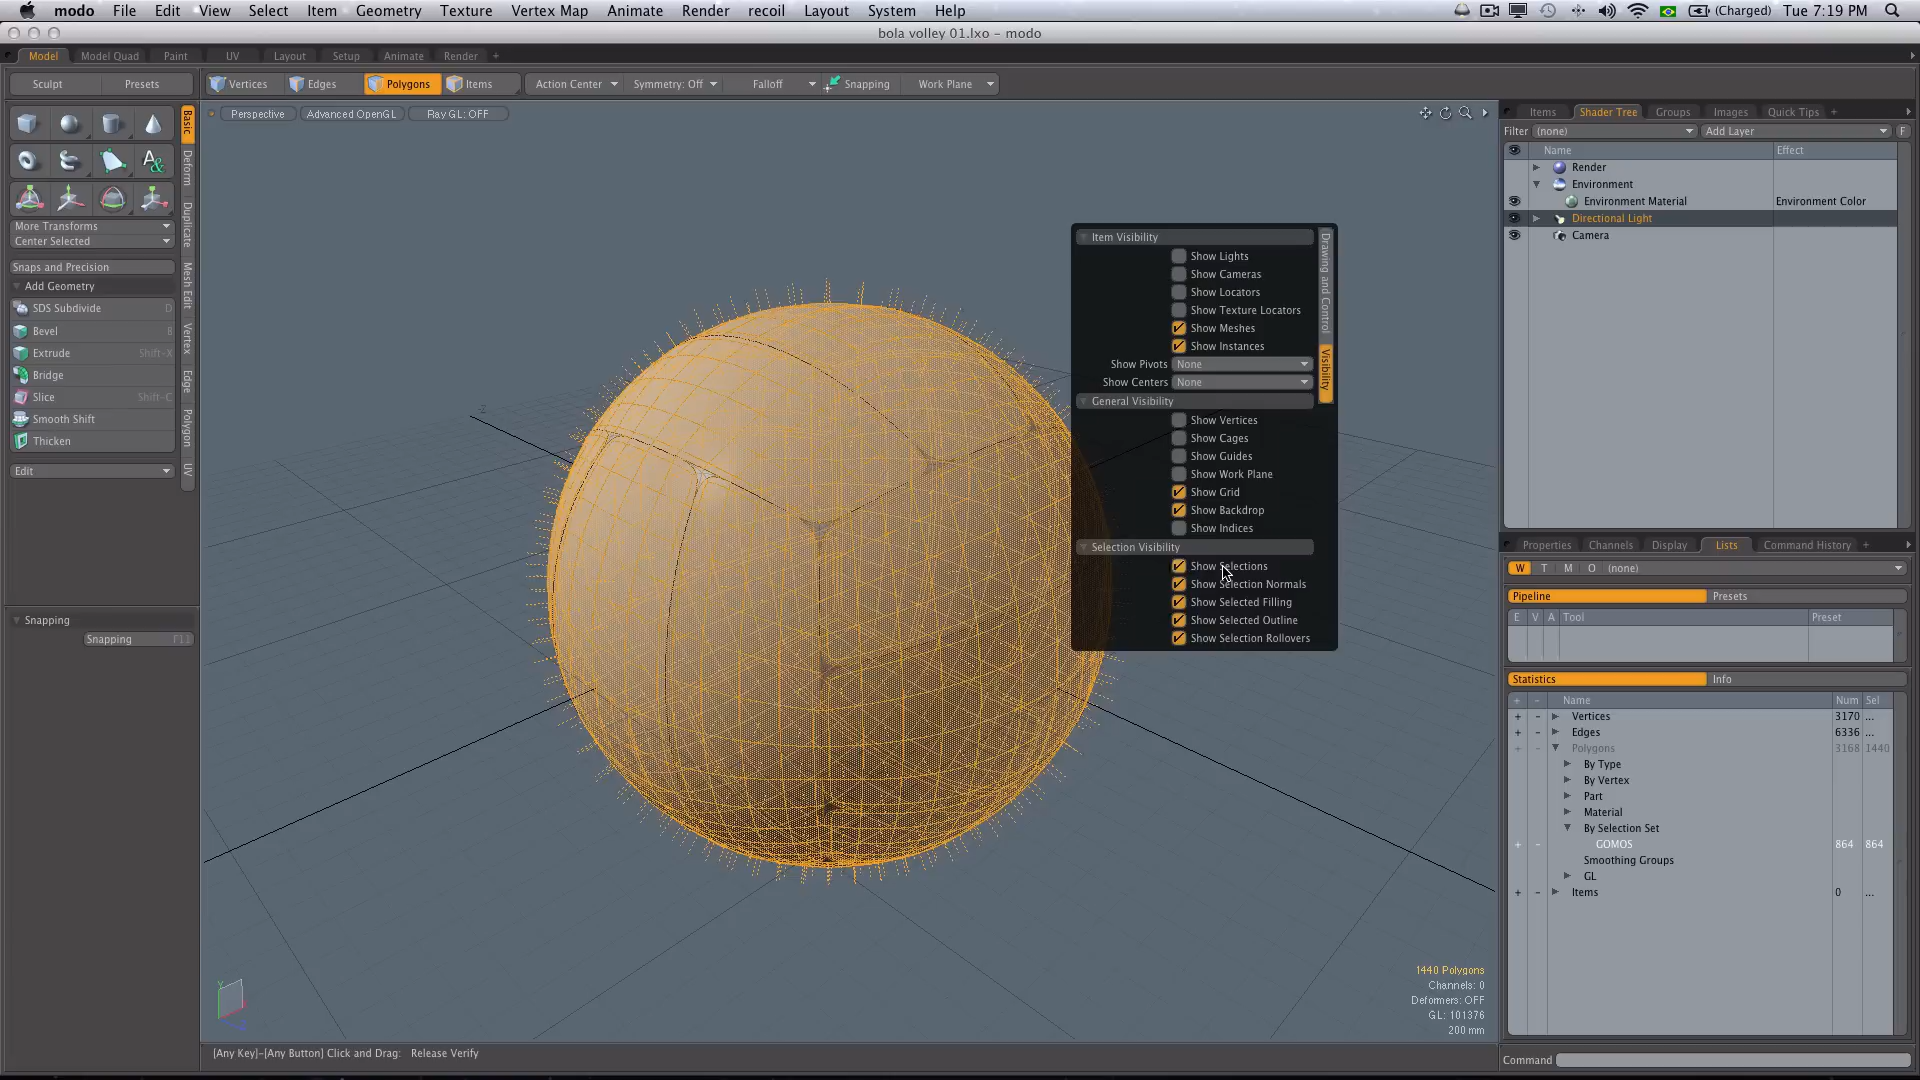 modo File Edit View Select Item Geometry Texture Vertex Map Animate Render recoil Layout System Help (Charged) Tue 7:19 PM
bola volley 01.lxo - modo
Model Model Quad Paint UV Layout Setup Animate Render +
Sculpt Presets Vertices Edges Polygons Items Action Center Symmetry: Off Falloff Snapping Work Plane
Perspective Advanced OpenGL Ray GL: OFF
Basic
Deform
Duplicate
Mesh Edit
Vertex
Edge
Polygon
UV
More Transforms
Center Selected
Snaps and Precision
Add Geometry
SDS Subdivide D
Bevel B
Extrude Shift-X
Bridge
Slice Shift-C
Smooth Shift
Thicken
Edit
Snapping
Snapping F11
-Z
Item Visibility
Show Lights
Show Cameras
Show Locators
Show Texture Locators
Show Meshes
Show Instances
Show Pivots None
Show Centers None
General Visibility
Show Vertices
Show Cages
Show Guides
Show Work Plane
Show Grid
Show Backdrop
Show Indices
Selection Visibility
Show Selections
Show Selection Normals
Show Selected Filling
Show Selected Outline
Show Selection Rollovers
Drawing and Control
Visibility
1440 Polygons
Channels: 0
Deformers: OFF
GL: 101376
200 mm
[Any Key]-[Any Button] Click and Drag: Release Verify
Items Shader Tree Groups Images Quick Tips +
Filter (none) Add Layer F
Name Effect
Render
Environment
Environment Material Environment Color
Directional Light
Camera
Properties Channels Display Lists Command History +
W T M O (none)
Pipeline Presets
E V A Tool Preset
Statistics Info
+ - Name Num Sel
+ - Vertices 3170 ...
+ - Edges 6336 ...
+ - Polygons 3168 1440
By Type
By Vertex
Part
Material
By Selection Set
+ - GOMOS 864 864
Smoothing Groups
GL
+ - Items 0 ...
Command